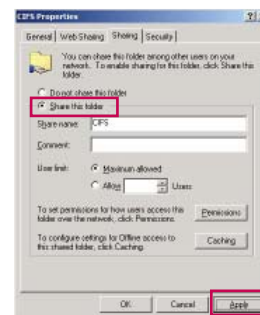 CIFS Properties
General
Web Sharing
Sharing
Security
You can share this folder among other users on your
network. To enable sharing for this folder, click Share this
folder.
Do not share this folder
Share this folder
Share name:
CIFS
Comment:
User limit:
Maximum allowed
Allow
Users
To set permissions for how users access this
folder over the network, click Permissions.
Permissions
To configure settings for Offline access to
this shared folder, click Caching.
Caching
OK
Cancel
Apply